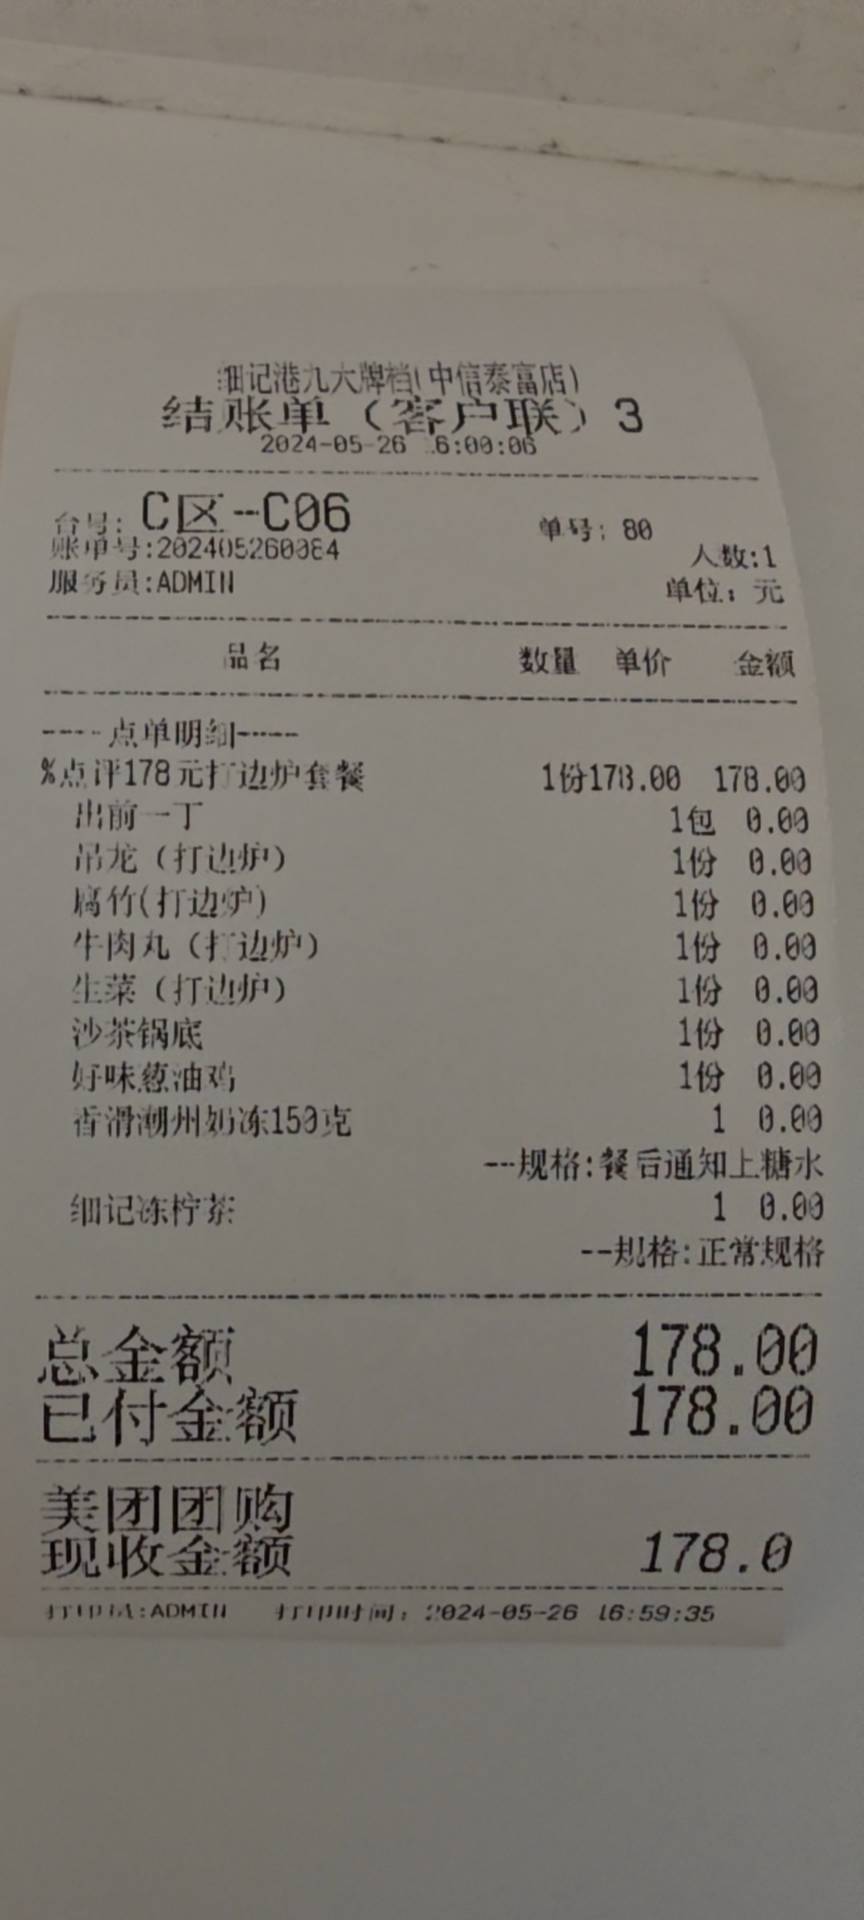 细记港九大牌档(中信泰富店)
结账单（客户联）3
2024-05-26 16:00:06
台号: C区-C06 单号: 80
账单号:202405260084 人数:1
服务员:ADMIN 单位: 元
品名 数量 单价 金额
----点单明细-----
%点评178元打边炉套餐 1份178.00 178.00
出前一丁 1包 0.00
吊龙（打边炉） 1份 0.00
腐竹(打边炉) 1份 0.00
牛肉丸（打边炉） 1份 0.00
生菜（打边炉） 1份 0.00
沙茶锅底 1份 0.00
好味葱油鸡 1份 0.00
香滑潮州奶冻150克 1 0.00
--规格:餐后通知上糖水
细记冻柠茶 1 0.00
--规格:正常规格
总金额 178.00
已付金额 178.00
美团团购
现收金额 178.0
打印员:ADMIN 打印时间: 2024-05-26 16:59:35